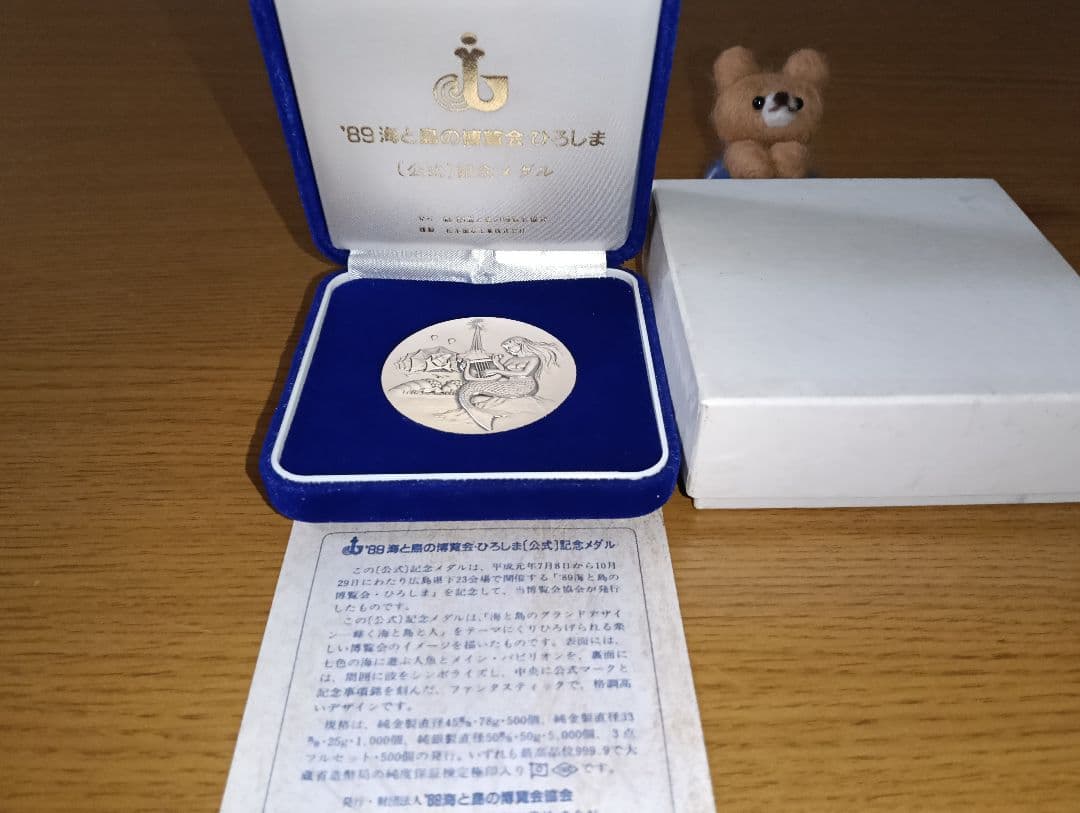 '89海と島の博覧会・ひろしま
〔公式〕記念メダル
'89海と島の博覧会・ひろしま〔公式〕記念メダル
この〔公式〕記念メダルは、平成元年7月8日から10月
29日にわたり広島県下23会場で開催する「'89海と島の
博覧会・ひろしま」を記念して、当博覧会協会が発行
したものです。
この〔公式〕記念メダルは、「海と島のグランドデザイ
ン―輝く海と島と人」をテーマにくりひろげられる楽
しい博覧会のイメージを描いたものです。表面には、
七色の海に遊ぶ人魚とメイン・パビリオンを、裏面に
は、周囲に波をシンボライズし、中央に公式マークと
記念事項銘を刻んだ、ファンタスティックで、格調高
いデザインです。
規格は、純金製直径45㎜・78g・500個、純金製直径33
㎜・25g・1,000個、純銀製直径50㎜・50g・5,000個、3点
フルセット・500個の発行。いずれも最高品位999.9で大
蔵省造幣局の純度保証検定極印入りです。
発行・財団法人'89海と島の博覧会協会